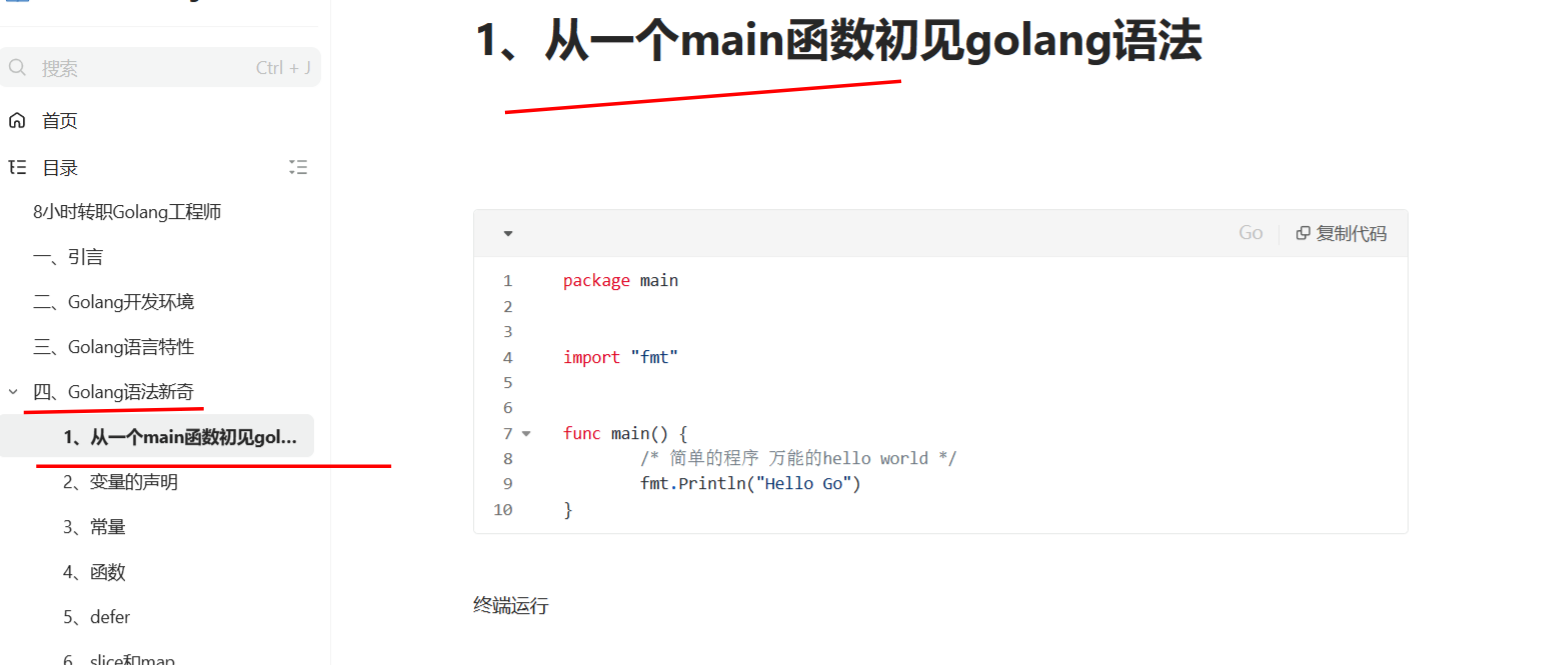 搜索 Ctrl + J
首页
目录
8小时转职Golang工程师
一、引言
二、Golang开发环境
三、Golang语言特性
四、Golang语法新奇
1、从一个main函数初见gol...
2、变量的声明
3、常量
4、函数
5、defer
6、slice和map
1、从一个main函数初见golang语法
Go 复制代码
1 package main
2
3
4 import "fmt"
5
6
7 func main() {
8 /* 简单的程序 万能的hello world */
9 fmt.Println("Hello Go")
10 }
终端运行